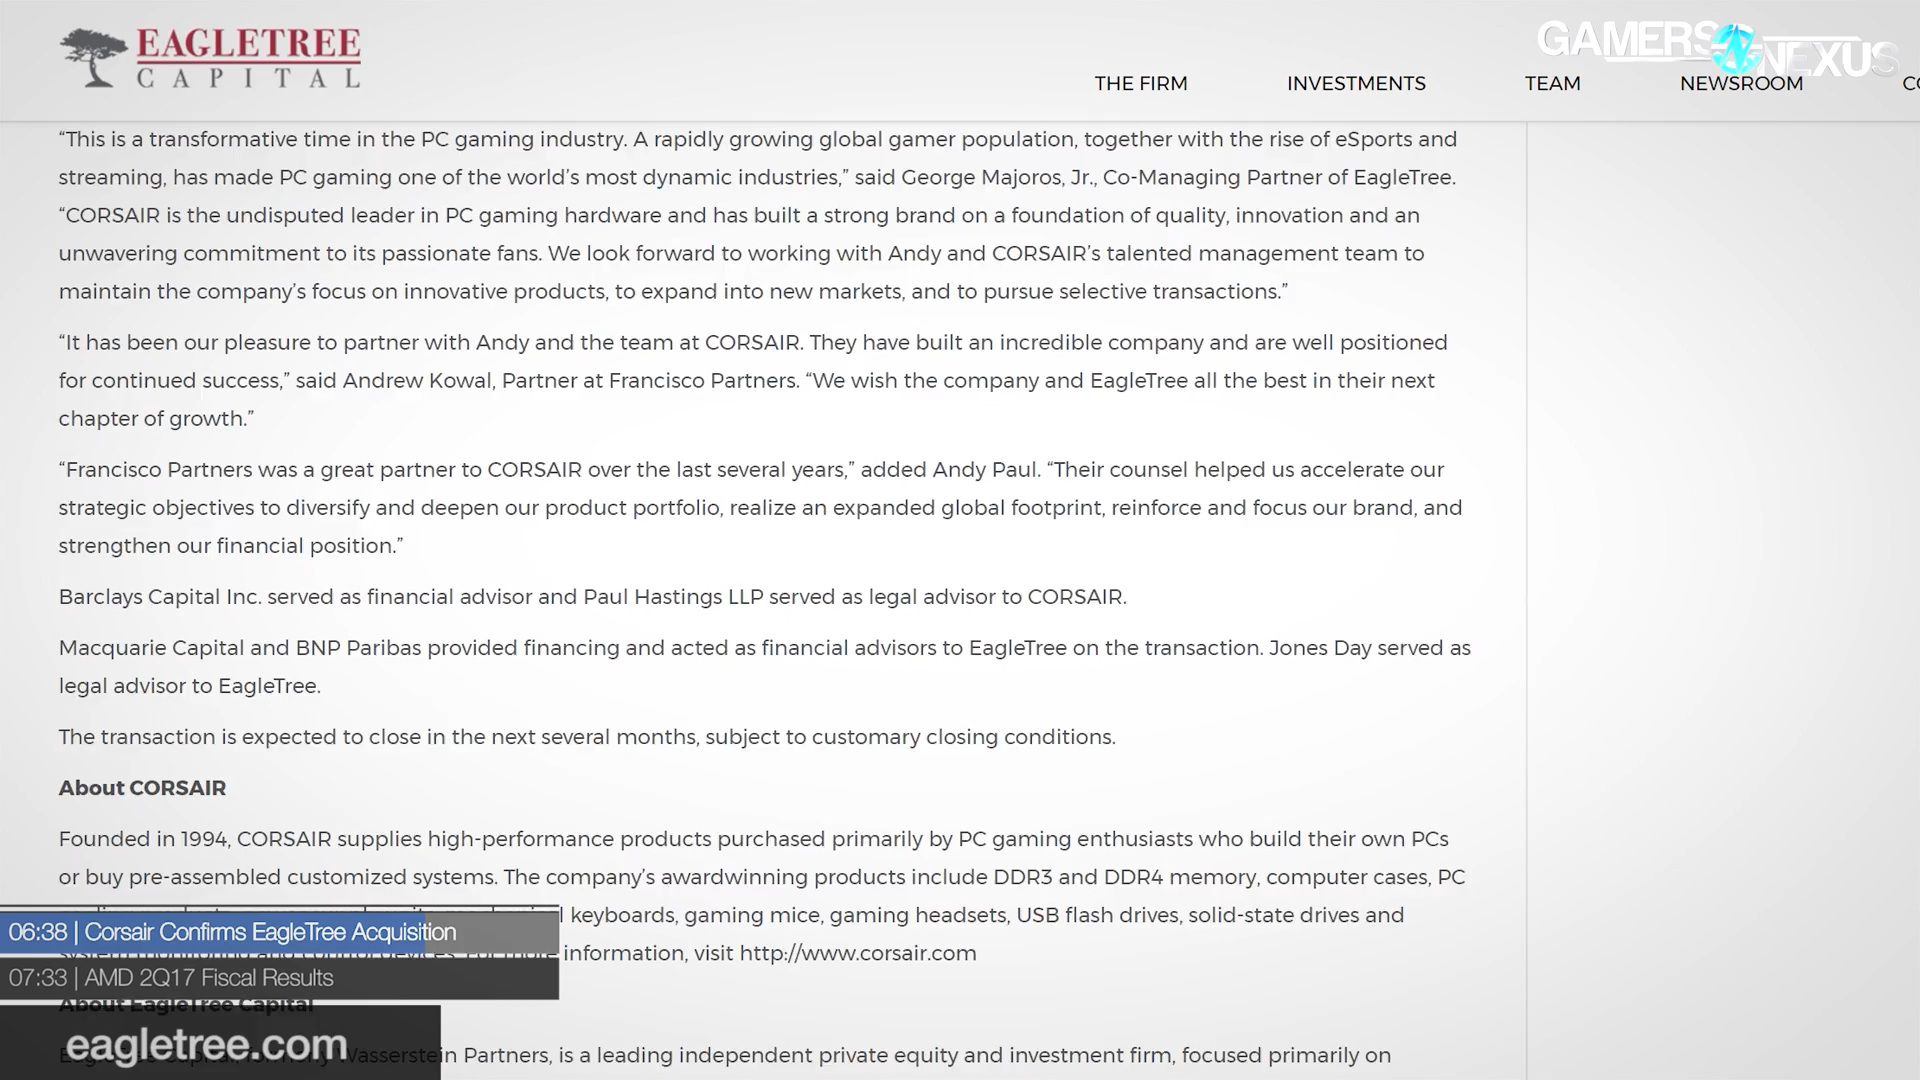 EAGLETREE
CAPITAL
GAMERS NEXUS
THE FIRM INVESTMENTS TEAM NEWSROOM
“This is a transformative time in the PC gaming industry. A rapidly growing global gamer population, together with the rise of eSports and
streaming, has made PC gaming one of the world’s most dynamic industries,” said George Majoros, Jr., Co-Managing Partner of EagleTree.
“CORSAIR is the undisputed leader in PC gaming hardware and has built a strong brand on a foundation of quality, innovation and an
unwavering commitment to its passionate fans. We look forward to working with Andy and CORSAIR’s talented management team to
maintain the company’s focus on innovative products, to expand into new markets, and to pursue selective transactions.”
“It has been our pleasure to partner with Andy and the team at CORSAIR. They have built an incredible company and are well positioned
for continued success,” said Andrew Kowal, Partner at Francisco Partners. “We wish the company and EagleTree all the best in their next
chapter of growth.”
“Francisco Partners was a great partner to CORSAIR over the last several years,” added Andy Paul. “Their counsel helped us accelerate our
strategic objectives to diversify and deepen our product portfolio, realize an expanded global footprint, reinforce and focus our brand, and
strengthen our financial position.”
Barclays Capital Inc. served as financial advisor and Paul Hastings LLP served as legal advisor to CORSAIR.
Macquarie Capital and BNP Paribas provided financing and acted as financial advisors to EagleTree on the transaction. Jones Day served as
legal advisor to EagleTree.
The transaction is expected to close in the next several months, subject to customary closing conditions.
About CORSAIR
Founded in 1994, CORSAIR supplies high-performance products purchased primarily by PC gaming enthusiasts who build their own PCs
or buy pre-assembled customized systems. The company’s awardwinning products include DDR3 and DDR4 memory, computer cases, PC
keyboards, gaming mice, gaming headsets, USB flash drives, solid-state drives and
06:38 | Corsair Confirms EagleTree Acquisition
information, visit http://www.corsair.com
07:33 | AMD 2Q17 Fiscal Results
About EagleTree Capital
eagletree.com
Wasserstein Partners, is a leading independent private equity and investment firm, focused primarily on